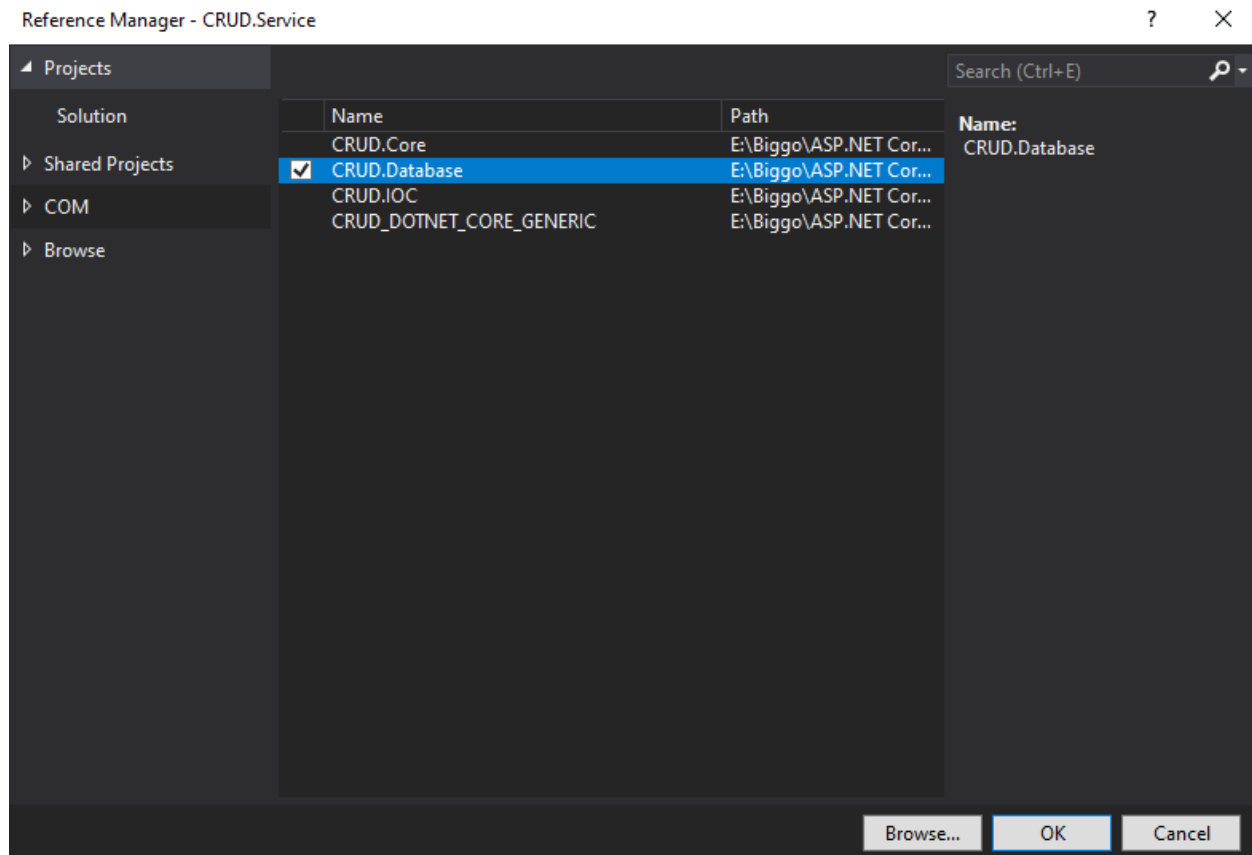 Reference Manager - CRUD.Service
? ×
Projects
Solution
Shared Projects
COM
Browse
Search (Ctrl+E)
Name Path
CRUD.Core E:\Biggo\ASP.NET Cor...
CRUD.Database E:\Biggo\ASP.NET Cor...
CRUD.IOC E:\Biggo\ASP.NET Cor...
CRUD_DOTNET_CORE_GENERIC E:\Biggo\ASP.NET Cor...
Name:
CRUD.Database
Browse... OK Cancel